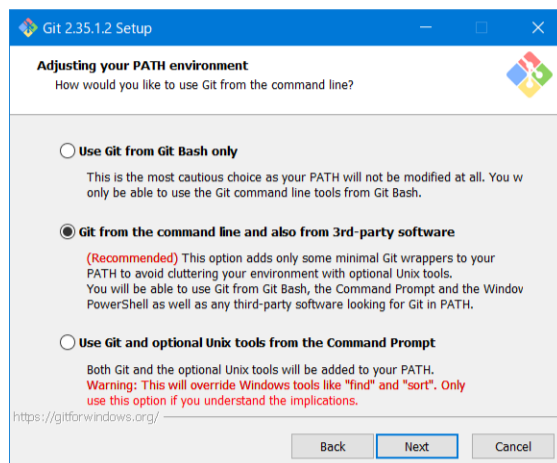 Git 2.35.1.2 Setup
Adjusting your PATH environment
How would you like to use Git from the command line?
Use Git from Git Bash only
This is the most cautious choice as your PATH will not be modified at all. You w
only be able to use the Git command line tools from Git Bash.
Git from the command line and also from 3rd-party software
(Recommended) This option adds only some minimal Git wrappers to your
PATH to avoid cluttering your environment with optional Unix tools.
You will be able to use Git from Git Bash, the Command Prompt and the Window
PowerShell as well as any third-party software looking for Git in PATH.
Use Git and optional Unix tools from the Command Prompt
Both Git and the optional Unix tools will be added to your PATH.
Warning: This will override Windows tools like "find" and "sort". Only
use this option if you understand the implications.
https://gitforwindows.org/
Back Next Cancel